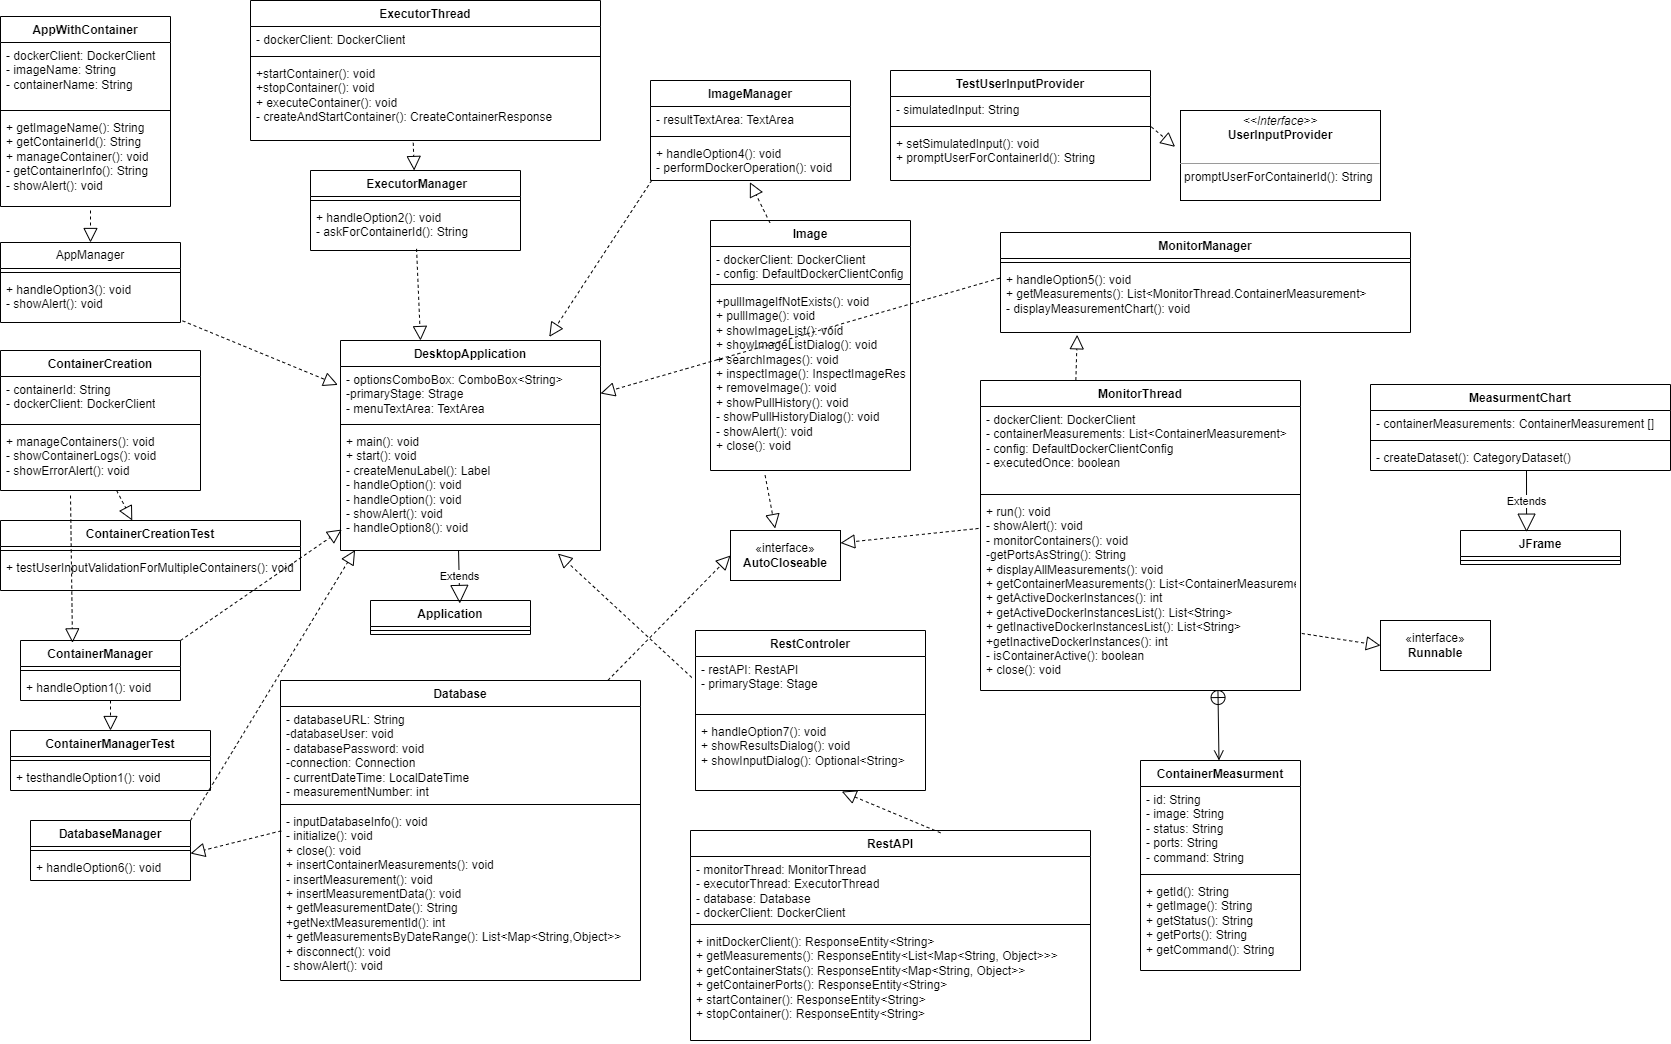 AppWithContainer
- dockerClient: DockerClient
- imageName: String
- containerName: String
+ getImageName(): String
+ getContainerId(): String
+ manageContainer(): void
- getContainerInfo(): String
- showAlert(): void
ExecutorThread
- dockerClient: DockerClient
+startContainer(): void
+stopContainer(): void
+ executeContainer(): void
- createAndStartContainer(): CreateContainerResponse
ImageManager
- resultTextArea: TextArea
+ handleOption4(): void
- performDockerOperation(): void
TestUserInputProvider
- simulatedInput: String
+ setSimulatedInput(): void
+ promptUserForContainerId(): String
<<Interface>>
UserInputProvider
promptUserForContainerId(): String
ExecutorManager
+ handleOption2(): void
- askForContainerId(): String
AppManager
+ handleOption3(): void
- showAlert(): void
Image
- dockerClient: DockerClient
- config: DefaultDockerClientConfig
+pullImageIfNotExists(): void
+ pullImage(): void
+ showImageList(): void
+ showImageListDialog(): void
+ searchImages(): void
+ inspectImage(): InspectImageRes
+ removeImage(): void
+ showPullHistory(): void
- showPullHistoryDialog(): void
- showAlert(): void
+ close(): void
MonitorManager
+ handleOption5(): void
+ getMeasurements(): List<MonitorThread.ContainerMeasurement>
- displayMeasurementChart(): void
ContainerCreation
- containerId: String
- dockerClient: DockerClient
+ manageContainers(): void
- showContainerLogs(): void
- showErrorAlert(): void
DesktopApplication
- optionsComboBox: ComboBox<String>
-primaryStage: Strage
- menuTextArea: TextArea
+ main(): void
+ start(): void
- createMenuLabel(): Label
- handleOption(): void
- handleOption(): void
- showAlert(): void
- handleOption8(): void
MonitorThread
- dockerClient: DockerClient
- containerMeasurements: List<ContainerMeasurement>
- config: DefaultDockerClientConfig
- executedOnce: boolean
+ run(): void
- showAlert(): void
- monitorContainers(): void
-getPortsAsString(): String
+ displayAllMeasurements(): void
+ getContainerMeasurements(): List<ContainerMeasureme
+ getActiveDockerInstances(): int
+ getActiveDockerInstancesList(): List<String>
+ getInactiveDockerInstancesList(): List<String>
+getInactiveDockerInstances(): int
- isContainerActive(): boolean
+ close(): void
MeasurmentChart
- containerMeasurements: ContainerMeasurement []
- createDataset(): CategoryDataset()
Extends
JFrame
ContainerCreationTest
+ testUserInputValidationForMultipleContainers(): void
«interface»
AutoCloseable
Extends
Application
ContainerManager
+ handleOption1(): void
RestControler
- restAPI: RestAPI
- primaryStage: Stage
+ handleOption7(): void
+ showResultsDialog(): void
+ showInputDialog(): Optional<String>
«interface»
Runnable
ContainerManagerTest
+ testhandleOption1(): void
Database
- databaseURL: String
-databaseUser: void
- databasePassword: void
-connection: Connection
- currentDateTime: LocalDateTime
- measurementNumber: int
- inputDatabaseInfo(): void
- initialize(): void
+ close(): void
+ insertContainerMeasurements(): void
- insertMeasurement(): void
+ insertMeasurementData(): void
+ getMeasurementDate(): String
+getNextMeasurementId(): int
+ getMeasurementsByDateRange(): List<Map<String,Object>>
+ disconnect(): void
- showAlert(): void
DatabaseManager
+ handleOption6(): void
RestAPI
- monitorThread: MonitorThread
- executorThread: ExecutorThread
- database: Database
- dockerClient: DockerClient
+ initDockerClient(): ResponseEntity<String>
+ getMeasurements(): ResponseEntity<List<Map<String, Object>>>
+ getContainerStats(): ResponseEntity<Map<String, Object>>
+ getContainerPorts(): ResponseEntity<String>
+ startContainer(): ResponseEntity<String>
+ stopContainer(): ResponseEntity<String>
ContainerMeasurment
- id: String
- image: String
- status: String
- ports: String
- command: String
+ getId(): String
+ getImage(): String
+ getStatus(): String
+ getPorts(): String
+ getCommand(): String